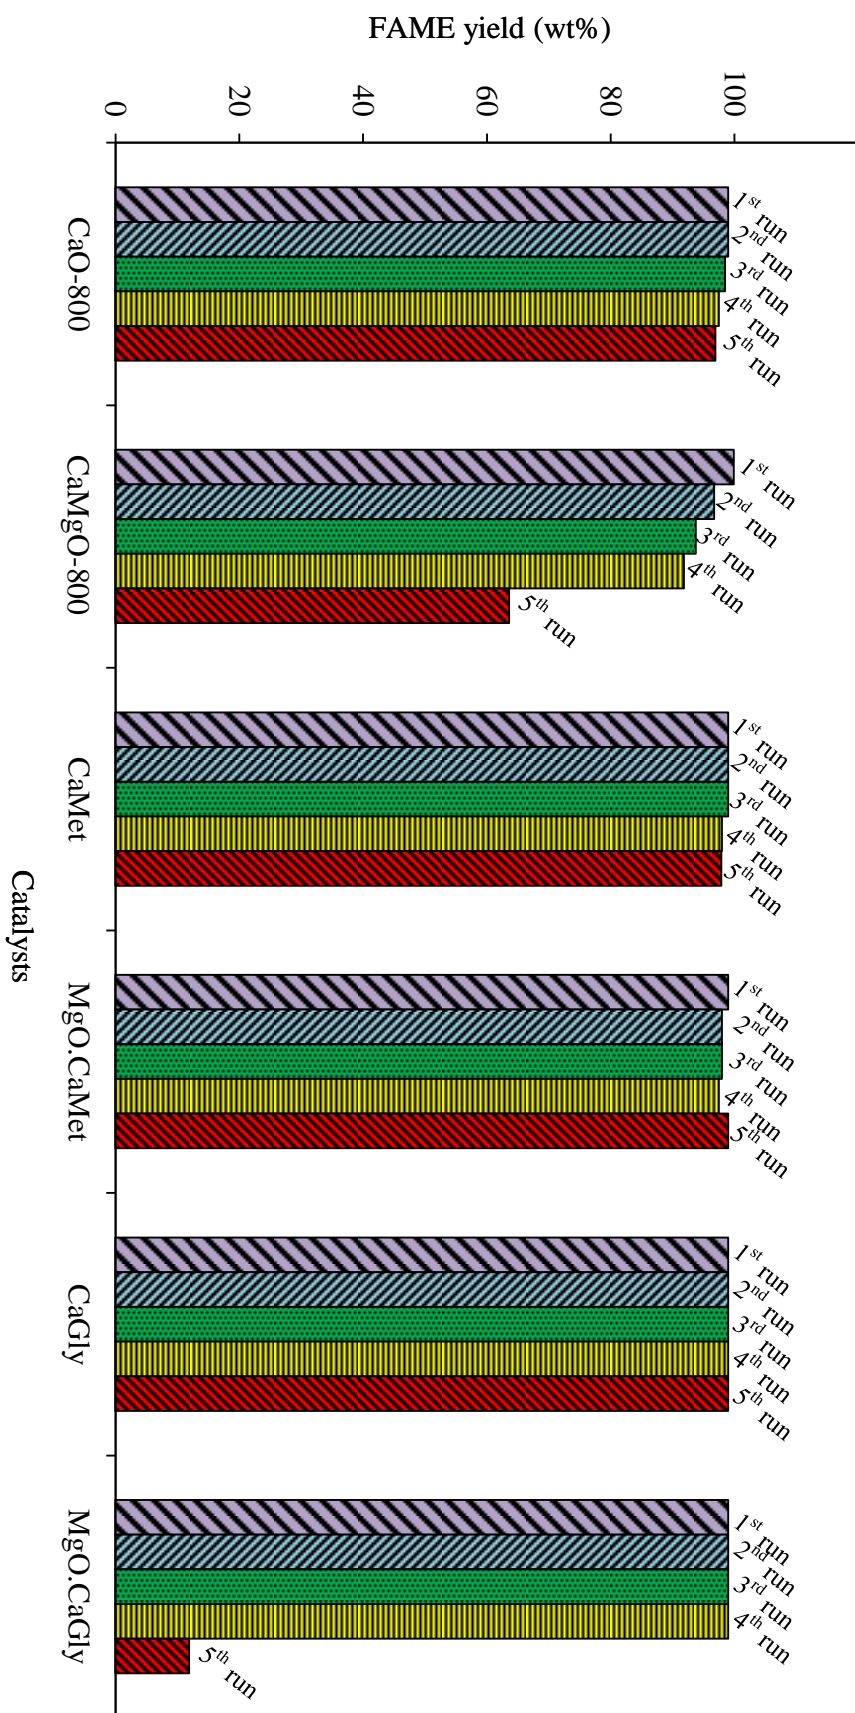 FAME yield (wt%)
0
20
40
60
80
100
1st run
2nd run
3rd run
4th run
5th run
1st run
2nd run
3rd run
4th run
5th run
1st run
2nd run
3rd run
4th run
5th run
1st run
2nd run
3rd run
4th run
5th run
1st run
2nd run
3rd run
4th run
5th run
1st run
2nd run
3rd run
4th run
5th run
CaO-800
CaMgO-800
CaMet
MgO.CaMet
CaGly
MgO.CaGly
Catalysts